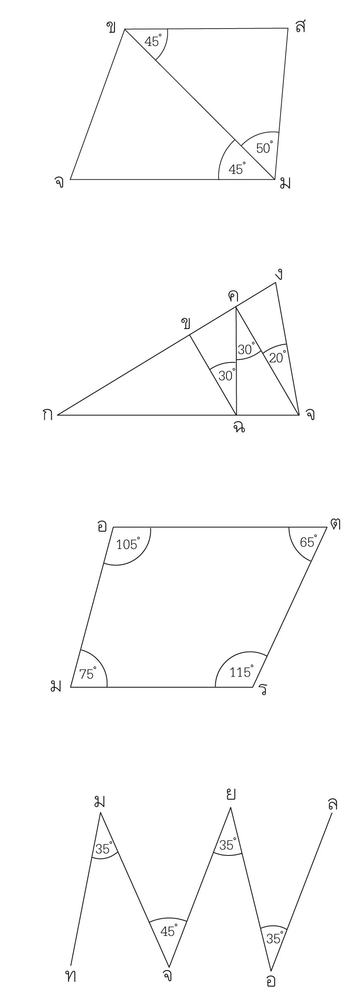 ข ส
45°
50°
45°
จ ม
ง
ค
ข
30°
20°
30°
ก จ
ฉ
อ ต
105° 65°
75° 115°
ม ร
ย
ม ล
35° 35°
45°
35°
ท จ อ